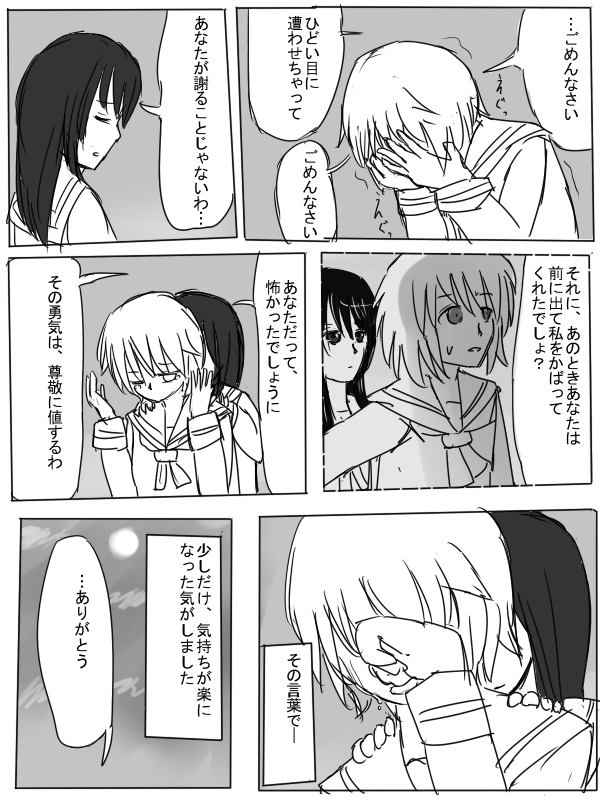 …ごめんなさい
えぐっ
ひどい目に
遭わせちゃって
ごめんなさい
えぐっ
あなたが謝ることじゃないわ…
それに、あのときあなたは
前に出て私をかばって
くれたでしょ？
あなただって、
怖かったでしょうに
その勇気は、尊敬に値するわ
その言葉で―
少しだけ、気持ちが楽に
なった気がしました
…ありがとう